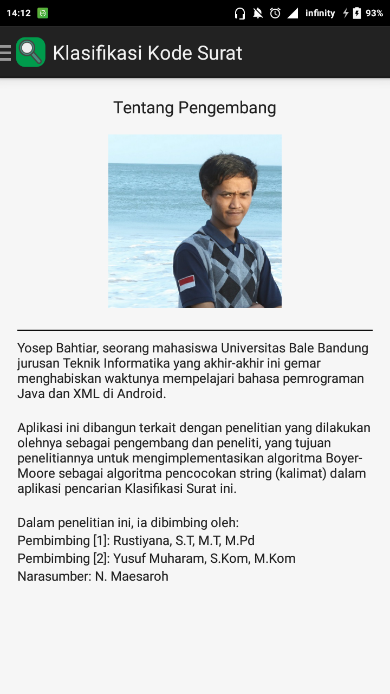 14:12
infinity
93%
Klasifikasi Kode Surat
Tentang Pengembang
Yosep Bahtiar, seorang mahasiswa Universitas Bale Bandung
jurusan Teknik Informatika yang akhir-akhir ini gemar
menghabiskan waktunya mempelajari bahasa pemrograman
Java dan XML di Android.
Aplikasi ini dibangun terkait dengan penelitian yang dilakukan
olehnya sebagai pengembang dan peneliti, yang tujuan
penelitiannya untuk mengimplementasikan algoritma Boyer-
Moore sebagai algoritma pencocokan string (kalimat) dalam
aplikasi pencarian Klasifikasi Surat ini.
Dalam penelitian ini, ia dibimbing oleh:
Pembimbing [1]: Rustiyana, S.T, M.T, M.Pd
Pembimbing [2]: Yusuf Muharam, S.Kom, M.Kom
Narasumber: N. Maesaroh